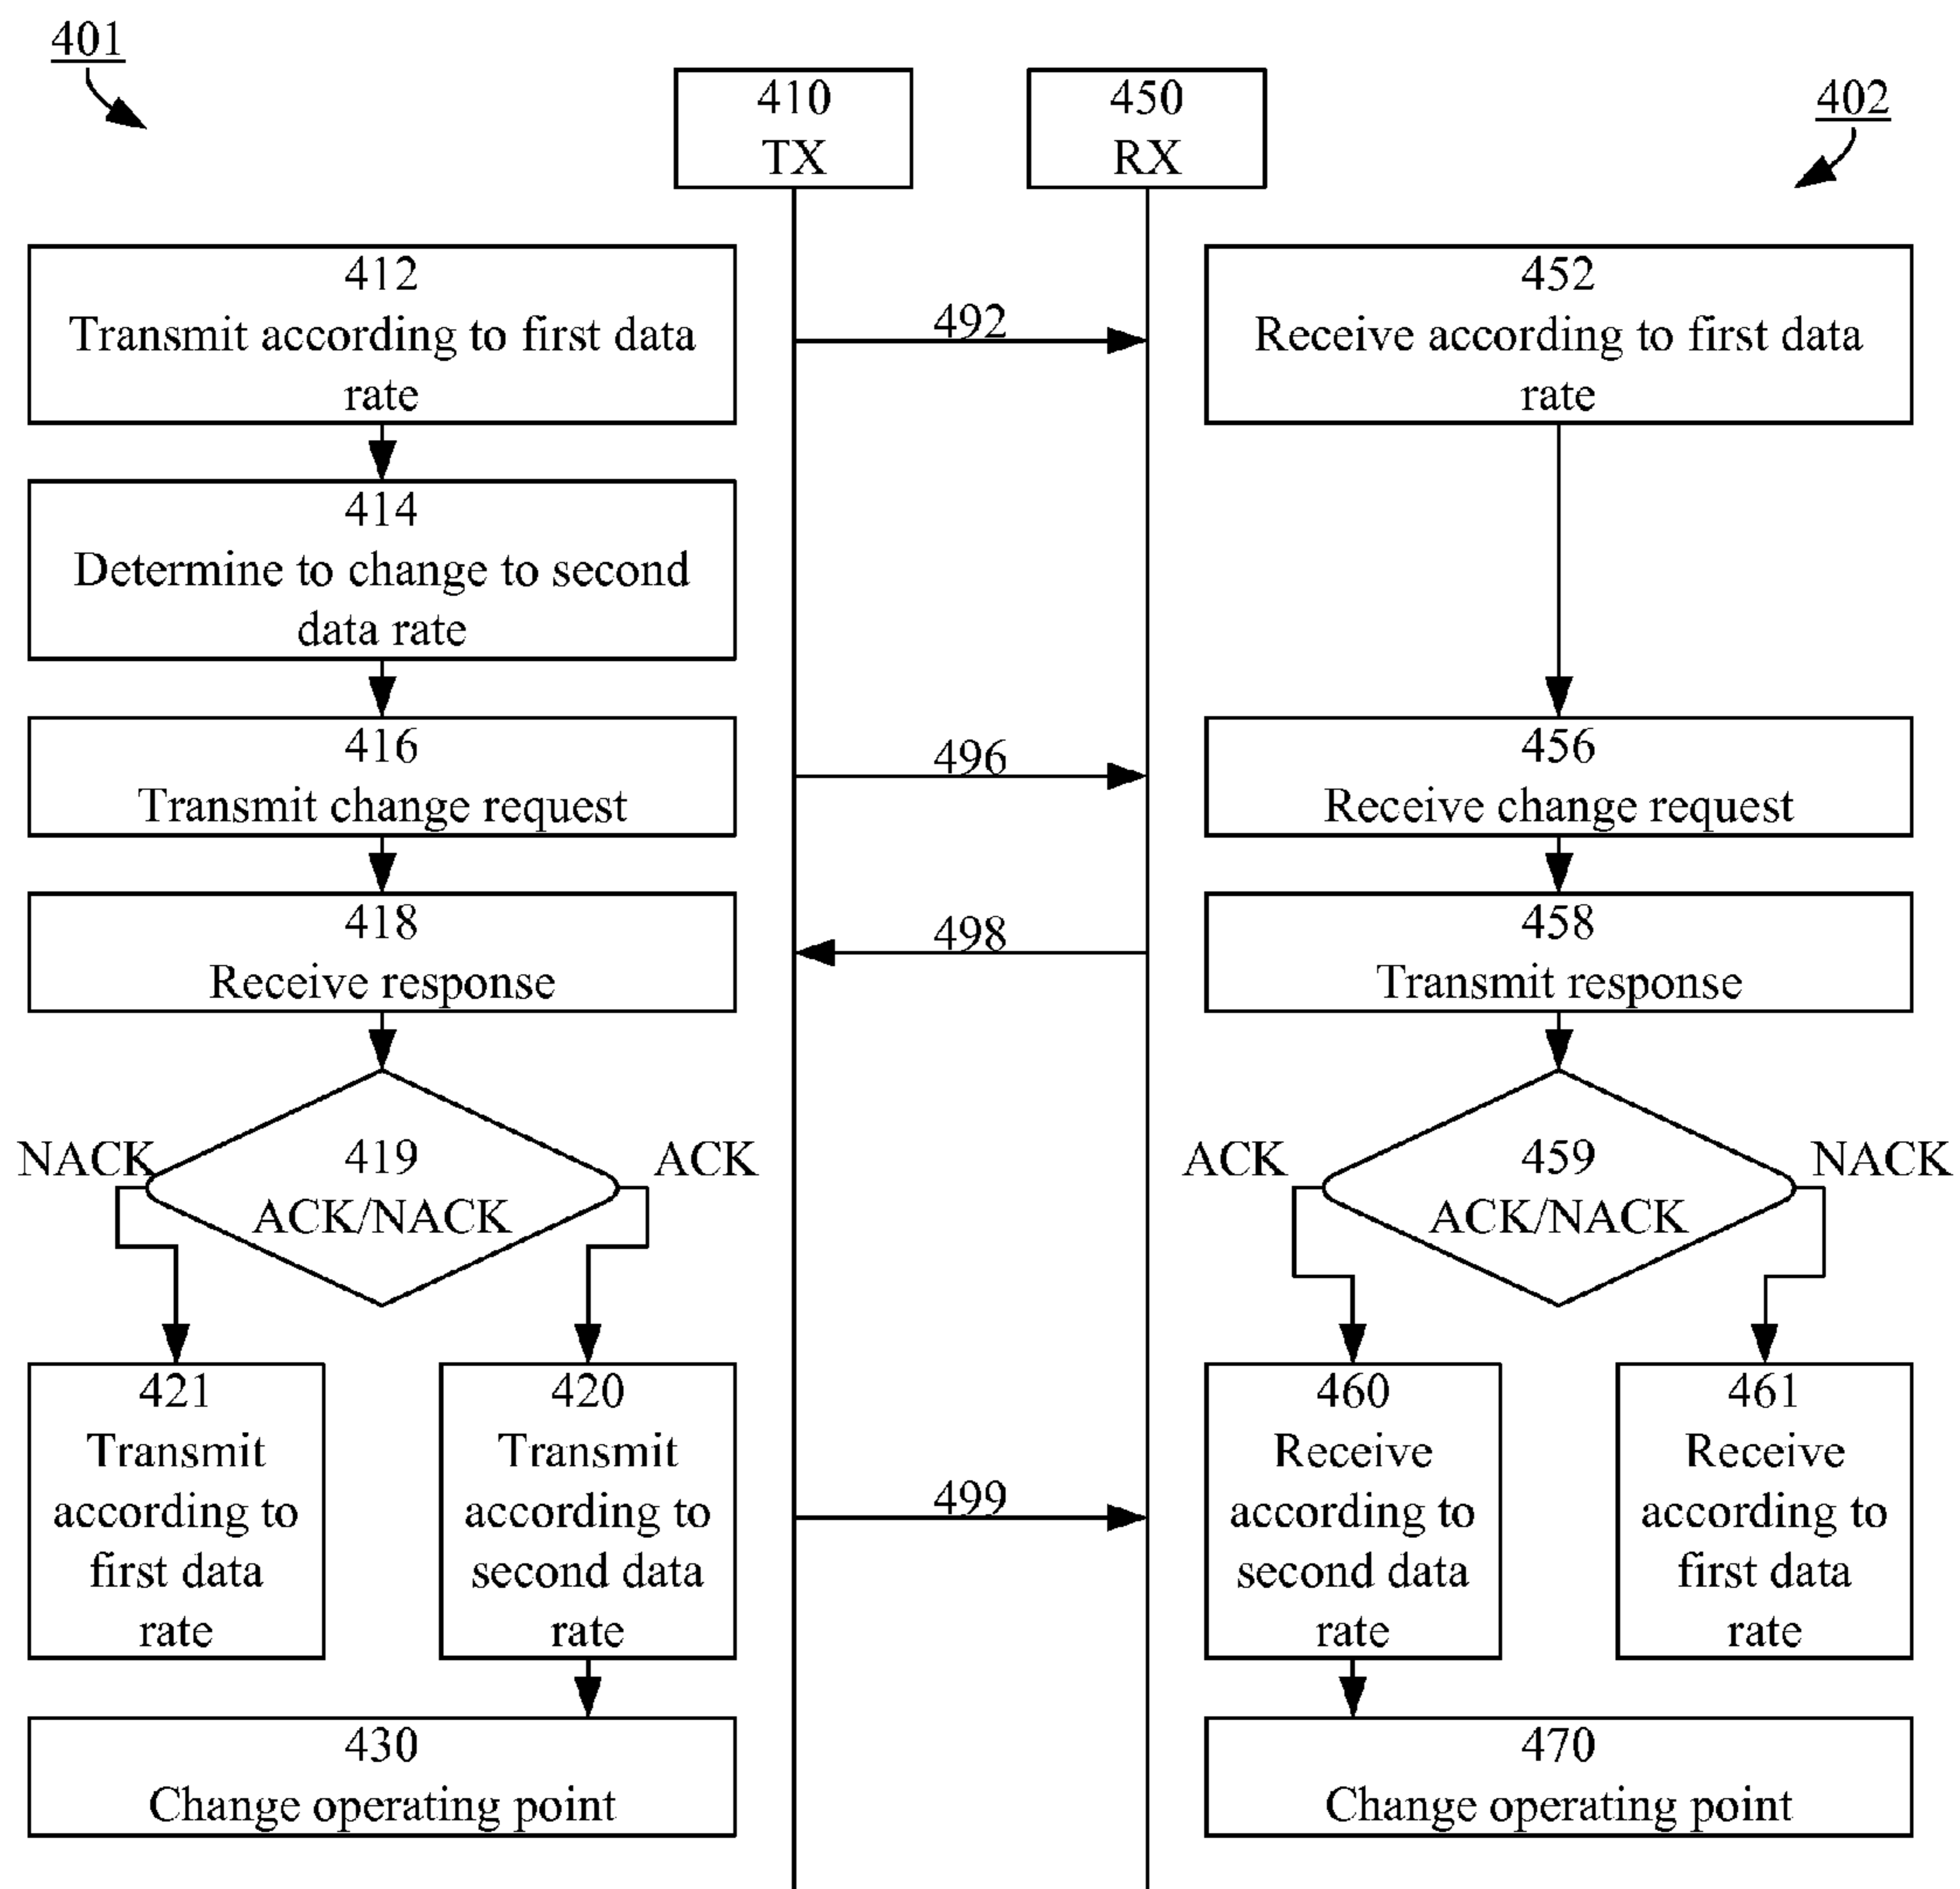 401
410
TX
450
RX
402
412
Transmit according to first data
rate
492
452
Receive according to first data
rate
414
Determine to change to second
data rate
416
Transmit change request
496
456
Receive change request
418
Receive response
498
458
Transmit response
NACK
419
ACK/NACK
ACK
ACK
459
ACK/NACK
NACK
421
Transmit
according to
first data
rate
420
Transmit
according to
second data
rate
499
460
Receive
according to
second data
rate
461
Receive
according to
first data
rate
430
Change operating point
470
Change operating point